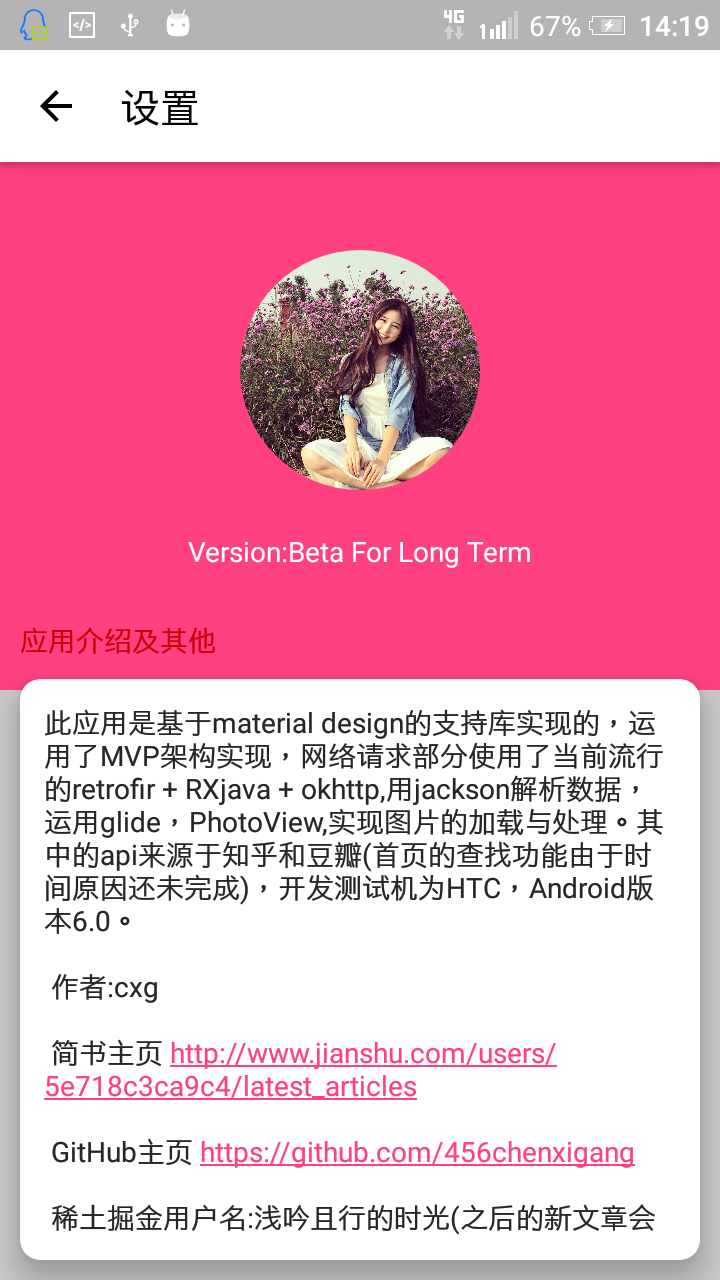 4G 67% 14:19
设置
Version:Beta For Long Term
应用介绍及其他
此应用是基于material design的支持库实现的，运
用了MVP架构实现，网络请求部分使用了当前流行
的retrofir + RXjava + okhttp,用jackson解析数据，
运用glide，PhotoView,实现图片的加载与处理。其
中的api来源于知乎和豆瓣(首页的查找功能由于时
间原因还未完成)，开发测试机为HTC，Android版
本6.0。
作者:cxg
简书主页 http://www.jianshu.com/users/
5e718c3ca9c4/latest_articles
GitHub主页 https://github.com/456chenxigang
稀土掘金用户名:浅吟且行的时光(之后的新文章会